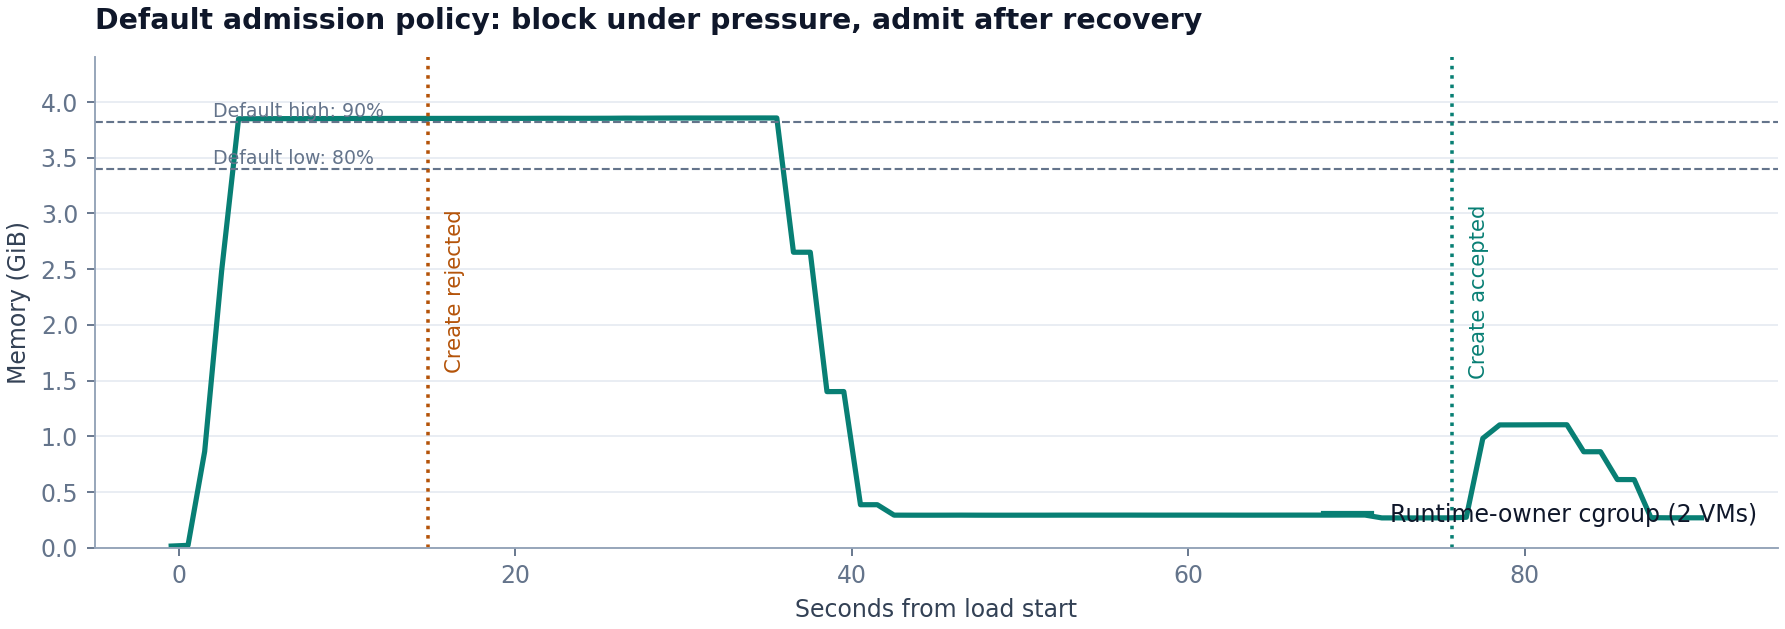 Default admission policy: block under pressure, admit after recovery
Memory (GiB)
4.0
3.5
3.0
2.5
2.0
1.5
1.0
0.5
0.0
Default high: 90%
Default low: 80%
Create rejected
Create accepted
Runtime-owner cgroup (2 VMs)
0
20
40
60
80
Seconds from load start